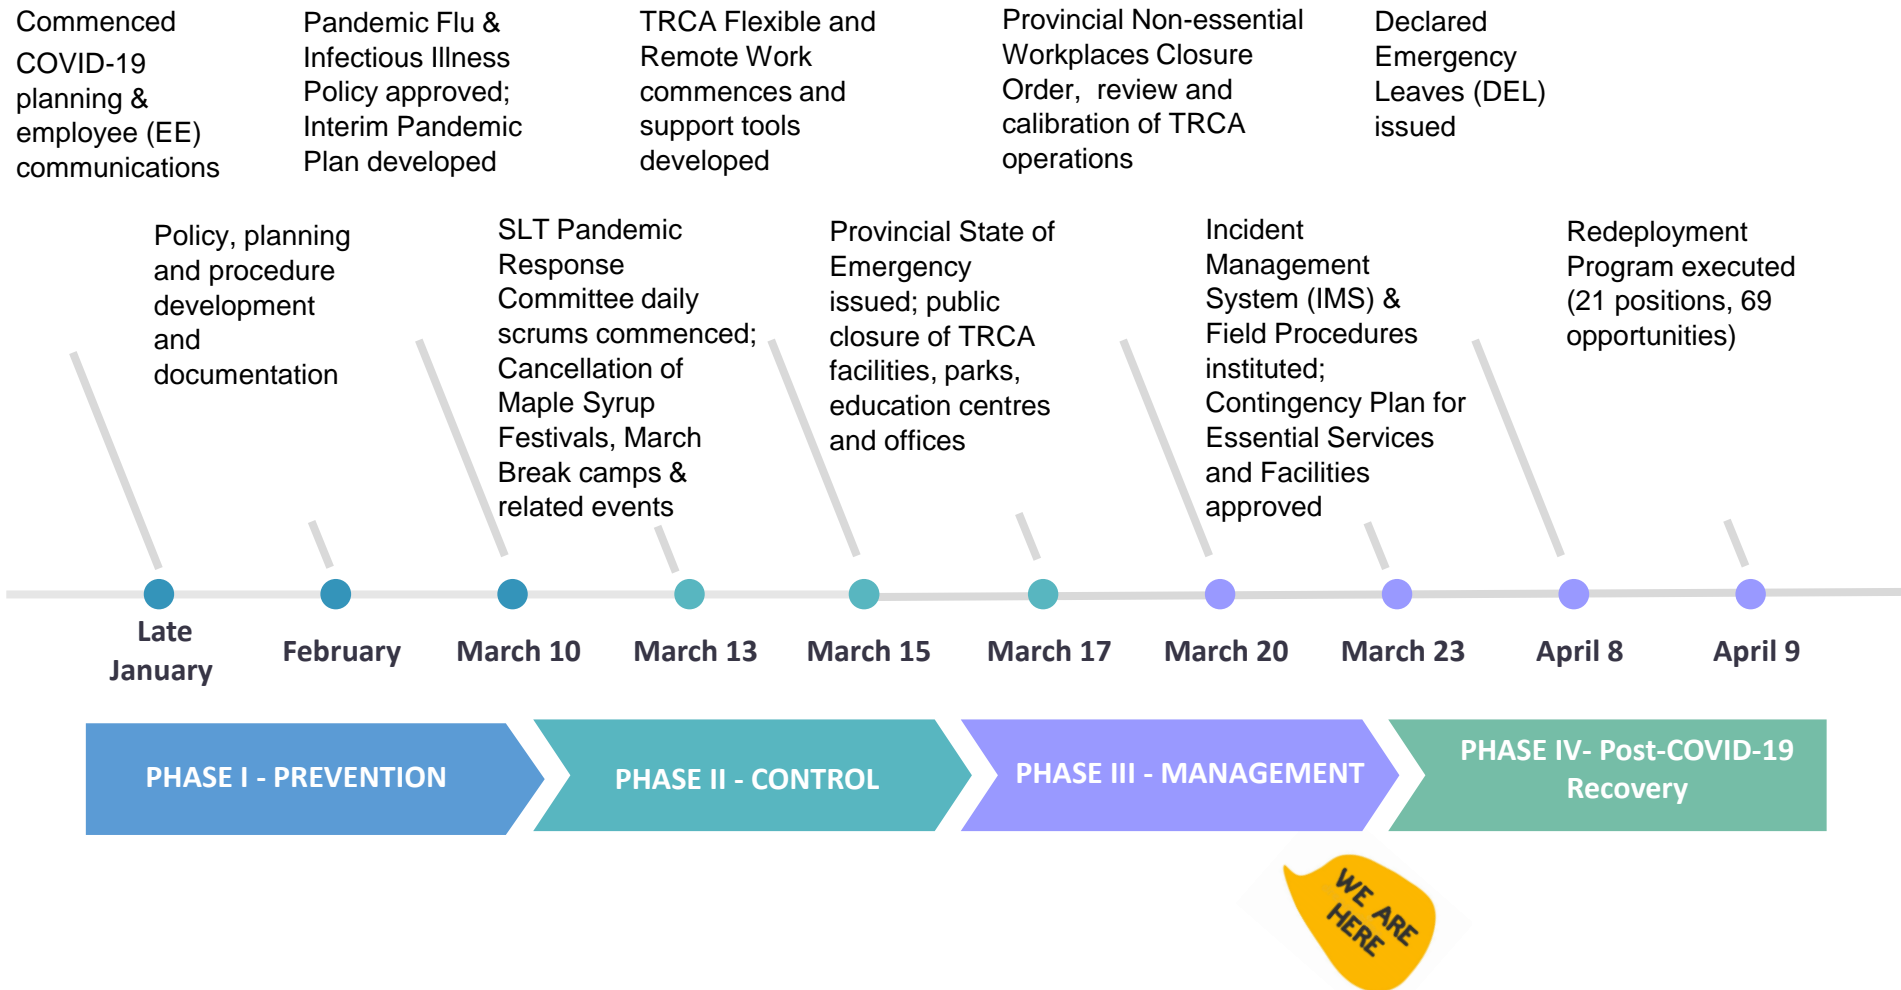 Commenced
COVID-19
planning &
employee (EE)
communications
Pandemic Flu &
Infectious Illness
Policy approved;
Interim Pandemic
Plan developed
TRCA Flexible and
Remote Work
commences and
support tools
developed
Provincial Non-essential
Workplaces Closure
Order, review and
calibration of TRCA
operations
Declared
Emergency
Leaves (DEL)
issued
Policy, planning
and procedure
development
and
documentation
SLT Pandemic
Response
Committee daily
scrums commenced;
Cancellation of
Maple Syrup
Festivals, March
Break camps &
related events
Provincial State of
Emergency
issued; public
closure of TRCA
facilities, parks,
education centres
and offices
Incident
Management
System (IMS) &
Field Procedures
instituted;
Contingency Plan for
Essential Services
and Facilities
approved
Redeployment
Program executed
(21 positions, 69
opportunities)
Late
January
February
March 10
March 13
March 15
March 17
March 20
March 23
April 8
April 9
PHASE I - PREVENTION
PHASE II - CONTROL
PHASE III - MANAGEMENT
PHASE IV- Post-COVID-19
Recovery
WE ARE
HERE